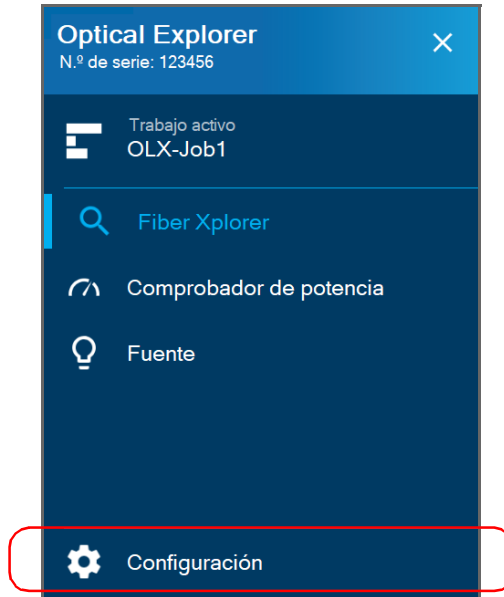 Optical Explorer
N.º de serie: 123456
Trabajo activo
OLX-Job1
Fiber Xplorer
Comprobador de potencia
Fuente
Configuración